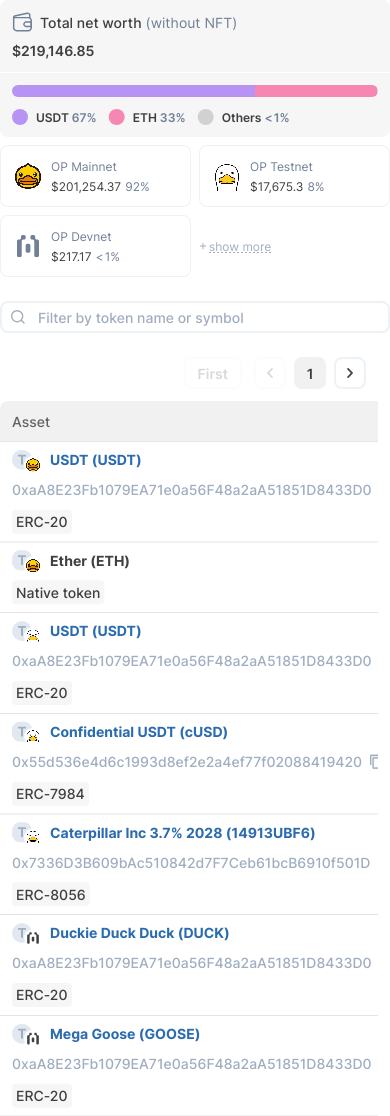 Total net worth (without NFT)
$219,146.85
USDT 67% ETH 33% Others <1%
OP Mainnet
$201,254.37 92%
OP Testnet
$17,675.3 8%
OP Devnet
$217.17 <1%
+ show more
Filter by token name or symbol
First < 1 >
Asset
T USDT (USDT)
0xaA8E23Fb1079EA71e0a56F48a2aA51851D8433D0
ERC-20
T Ether (ETH)
Native token
T USDT (USDT)
0xaA8E23Fb1079EA71e0a56F48a2aA51851D8433D0
ERC-20
T Confidential USDT (cUSD)
0x55d536e4d6c1993d8ef2e2a4ef77f02088419420
ERC-7984
T Caterpillar Inc 3.7% 2028 (14913UBF6)
0x7336D3B609bAc510842d7F7Ceb61bcB6910f501D
ERC-8056
T Duckie Duck Duck (DUCK)
0xaA8E23Fb1079EA71e0a56F48a2aA51851D8433D0
ERC-20
T Mega Goose (GOOSE)
0xaA8E23Fb1079EA71e0a56F48a2aA51851D8433D0
ERC-20